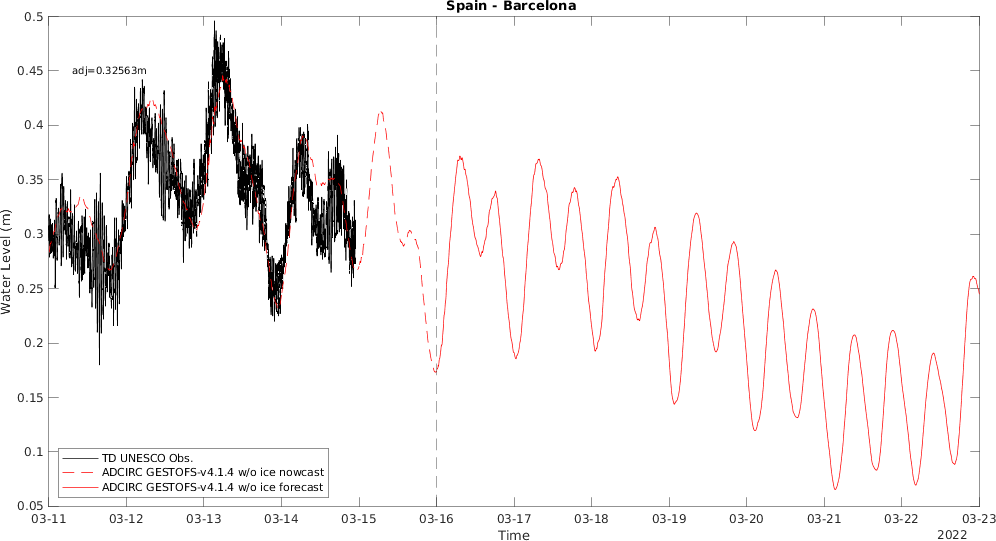 Spain - Barcelona
0.5
0.45
0.4
0.35
0.3
0.25
0.2
0.15
0.1
0.05
Water Level (m)
adj=0.32563m
TD UNESCO Obs.
ADCIRC GESTOFS-v4.1.4 w/o ice nowcast
ADCIRC GESTOFS-v4.1.4 w/o ice forecast
03-11 03-12 03-13 03-14 03-15 03-16 03-17 03-18 03-19 03-20 03-21 03-22 03-23
Time
2022